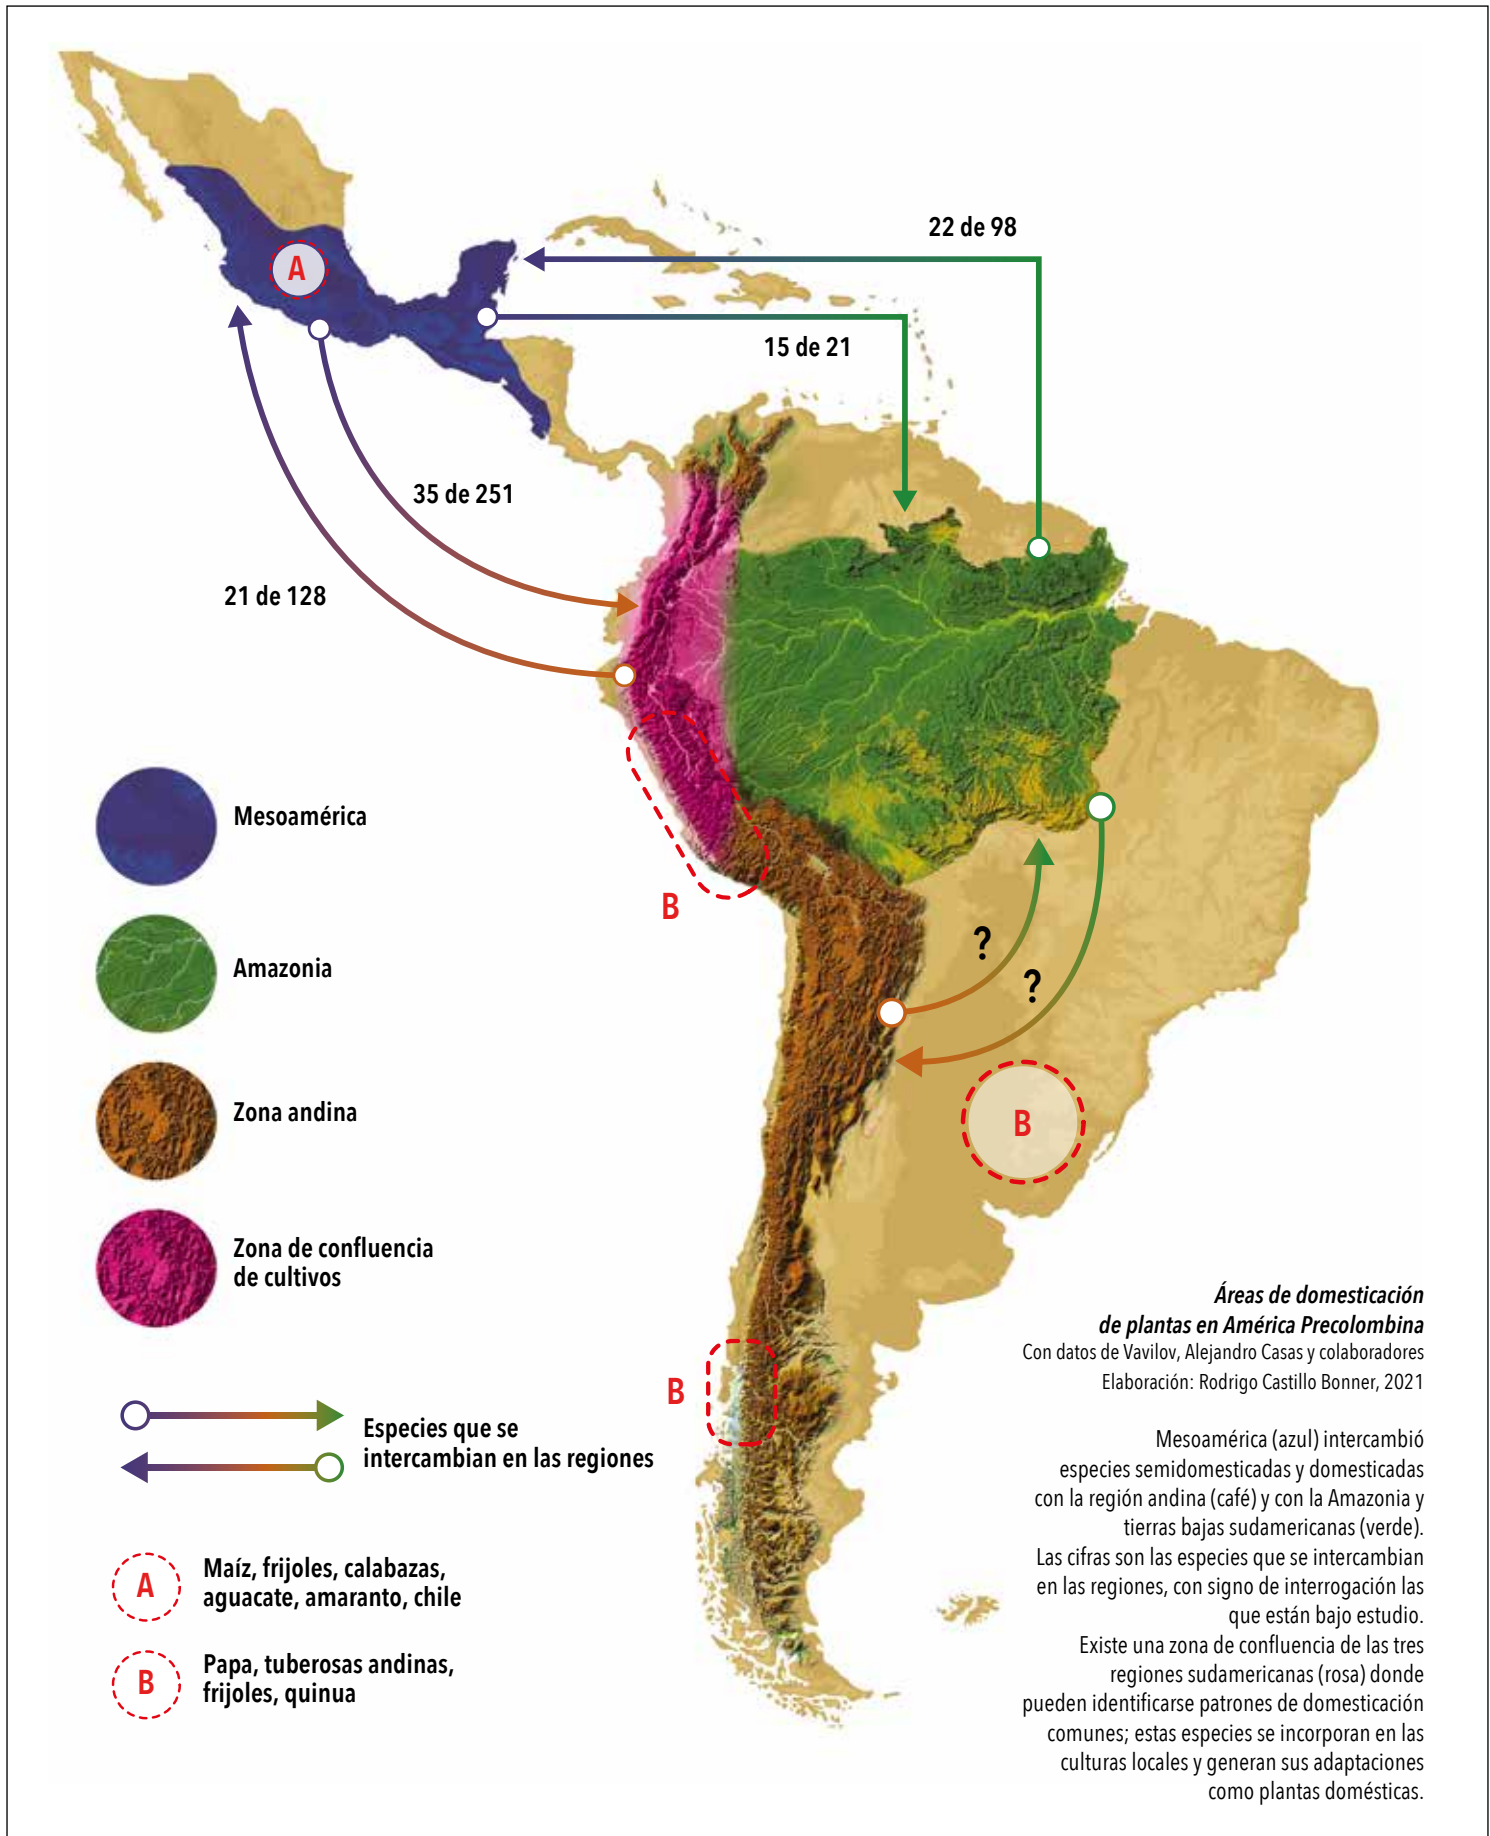 22 de 98
A
15 de 21
35 de 251
21 de 128
Mesoamérica
B
Amazonia
?
?
Zona andina
B
Zona de confluencia
de cultivos
Áreas de domesticación
de plantas en América Precolombina
Con datos de Vavilov, Alejandro Casas y colaboradores
Elaboración: Rodrigo Castillo Bonner, 2021
B
Especies que se
intercambian en las regiones
Mesoamérica (azul) intercambió
especies semidomesticadas y domesticadas
con la región andina (café) y con la Amazonia y
tierras bajas sudamericanas (verde).
Las cifras son las especies que se intercambian
en las regiones, con signo de interrogación las
que están bajo estudio.
Existe una zona de confluencia de las tres
regiones sudamericanas (rosa) donde
pueden identificarse patrones de domesticación
comunes; estas especies se incorporan en las
culturas locales y generan sus adaptaciones
como plantas domésticas.
A
Maíz, frijoles, calabazas,
aguacate, amaranto, chile
B
Papa, tuberosas andinas,
frijoles, quinua